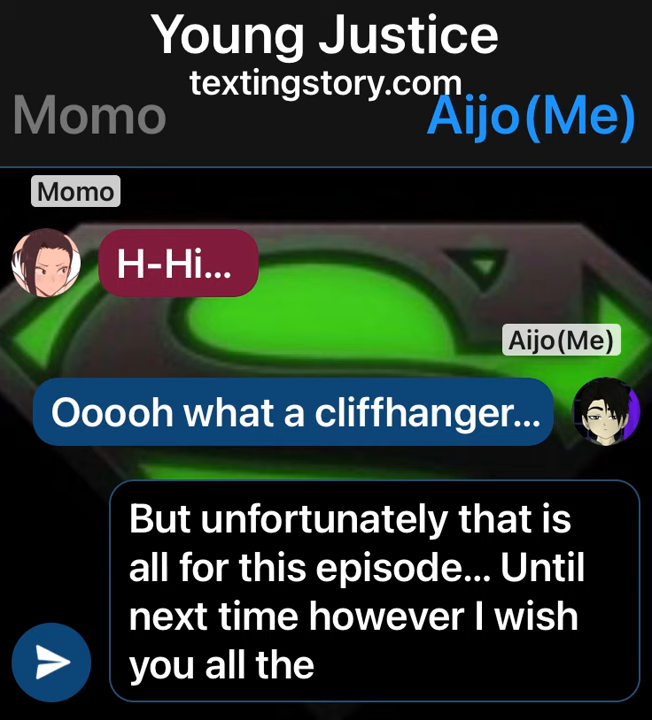 Young Justice
textingstory.com
Momo
Aijo(Me)
Momo
H-Hi...
Aijo(Me)
Ooooh what a cliffhanger...
But unfortunately that is
all for this episode... Until
next time however I wish
you all the